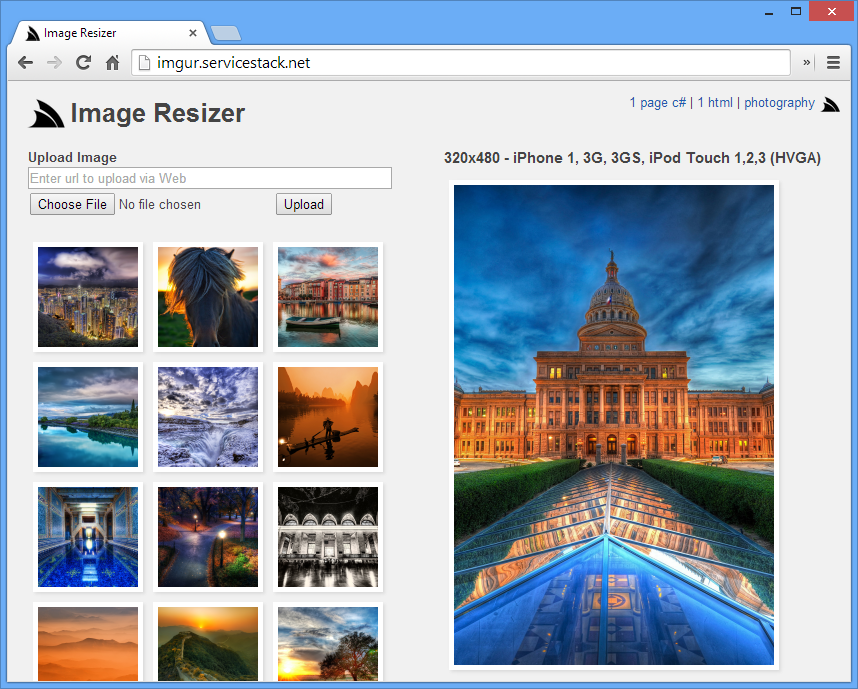 Image Resizer
imgur.servicestack.net
»
Image Resizer
1 page c# | 1 html | photography
Upload Image
Enter url to upload via Web
Choose File No file chosen
Upload
320x480 - iPhone 1, 3G, 3GS, iPod Touch 1,2,3 (HVGA)